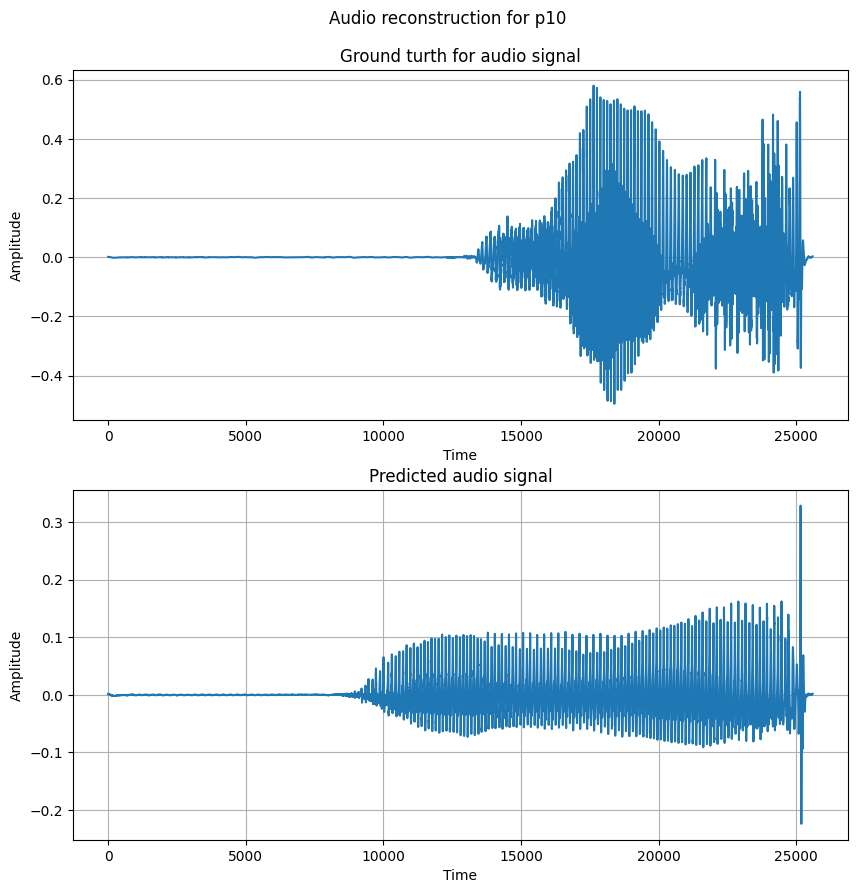 Audio reconstruction for p10
Ground turth for audio signal
0.6
0.4
0.2
0.0
−0.2
−0.4
Amplitude
0 5000 10000 15000 20000 25000
Time
Predicted audio signal
0.3
0.2
0.1
0.0
−0.1
−0.2
Amplitude
0 5000 10000 15000 20000 25000
Time